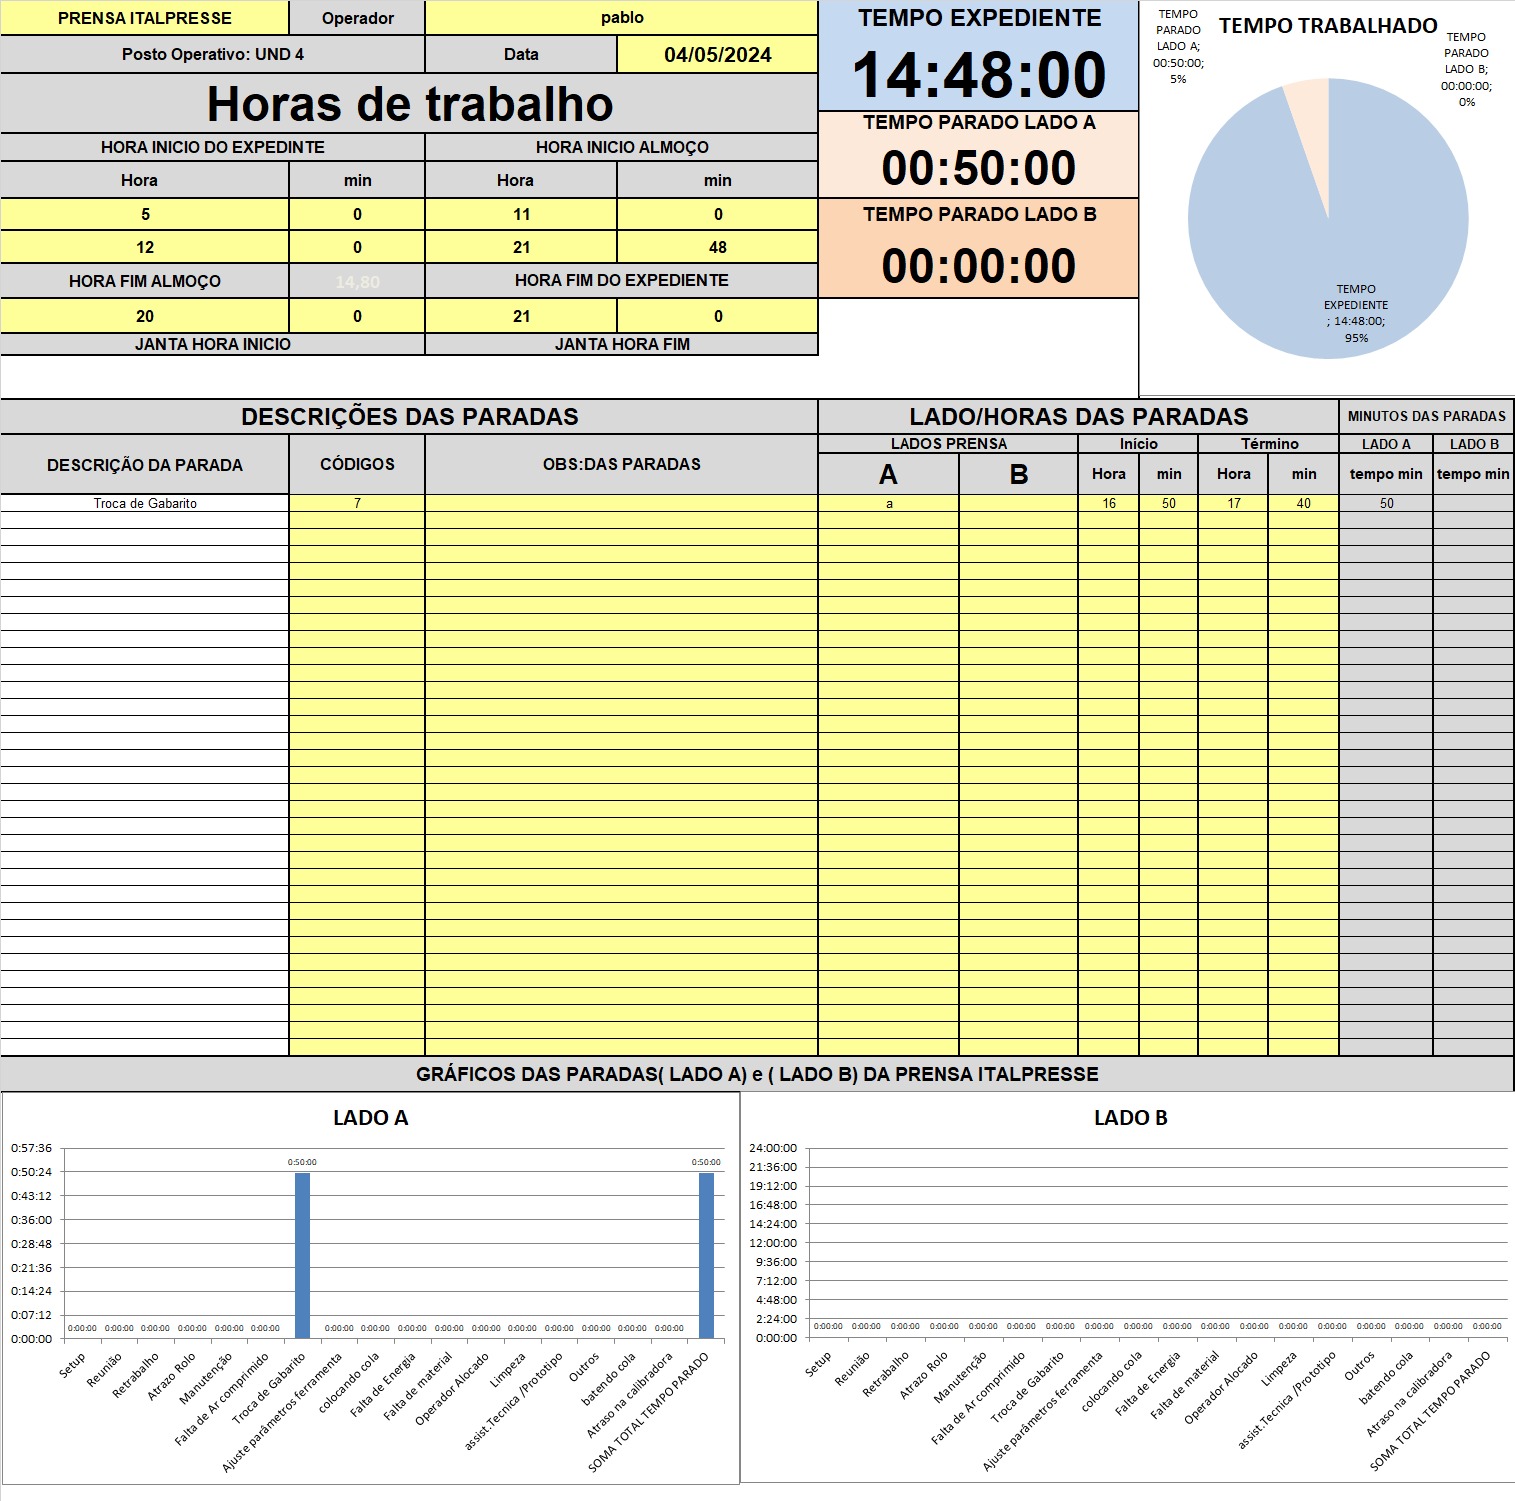 PRENSA ITALPRESSE Operador pablo
Posto Operativo: UND 4 Data 04/05/2024
Horas de trabalho
HORA INICIO DO EXPEDINTE HORA INICIO ALMOÇO
Hora min Hora min
5 0 11 0
12 0 21 48
HORA FIM ALMOÇO 14,80 HORA FIM DO EXPEDIENTE
20 0 21 0
JANTA HORA INICIO JANTA HORA FIM
TEMPO EXPEDIENTE
14:48:00
TEMPO PARADO LADO A
00:50:00
TEMPO PARADO LADO B
00:00:00
TEMPO TRABALHADO
TEMPO
PARADO
LADO A;
00:50:00;
5%
TEMPO
PARADO
LADO B;
00:00:00;
0%
TEMPO
EXPEDIENTE
; 14:48:00;
95%
DESCRIÇÕES DAS PARADAS LADO/HORAS DAS PARADAS MINUTOS DAS PARADAS
DESCRIÇÃO DA PARADA CÓDIGOS OBS:DAS PARADAS
LADOS PRENSA Início Término LADO A LADO B
A B Hora min Hora min tempo min tempo min
Troca de Gabarito 7 a 16 50 17 40 50
GRÁFICOS DAS PARADAS( LADO A) e ( LADO B) DA PRENSA ITALPRESSE
LADO A
0:57:36
0:50:24
0:43:12
0:36:00
0:28:48
0:21:36
0:14:24
0:07:12
0:00:00
0:50:00 0:50:00
0:00:00 0:00:00 0:00:00 0:00:00 0:00:00 0:00:00 0:00:00 0:00:00 0:00:00 0:00:00 0:00:00 0:00:00 0:00:00 0:00:00 0:00:00 0:00:00
Setup
Reunião
Retrabalho
Atrazo Rolo
Manutenção
Falta de Ar comprimido
Troca de Gabarito
Ajuste parâmetros ferramenta
colocando cola
Falta de Energia
Falta de material
Operador Alocado
Limpeza
assist.Tecnica /Prototipo
Outros
batendo cola
Atraso na calibradora
SOMA TOTAL TEMPO PARADO
LADO B
24:00:00
21:36:00
19:12:00
16:48:00
14:24:00
12:00:00
9:36:00
7:12:00
4:48:00
2:24:00
0:00:00
0:00:00 0:00:00 0:00:00 0:00:00 0:00:00 0:00:00 0:00:00 0:00:00 0:00:00 0:00:00 0:00:00 0:00:00 0:00:00 0:00:00 0:00:00 0:00:00 0:00:00 0:00:00
Setup
Reunião
Retrabalho
Atrazo Rolo
Manutenção
Falta de Ar comprimido
Troca de Gabarito
Ajuste parâmetros ferramenta
colocando cola
Falta de Energia
Falta de material
Operador Alocado
Limpeza
assist.Tecnica /Prototipo
Outros
batendo cola
Atraso na calibradora
SOMA TOTAL TEMPO PARADO